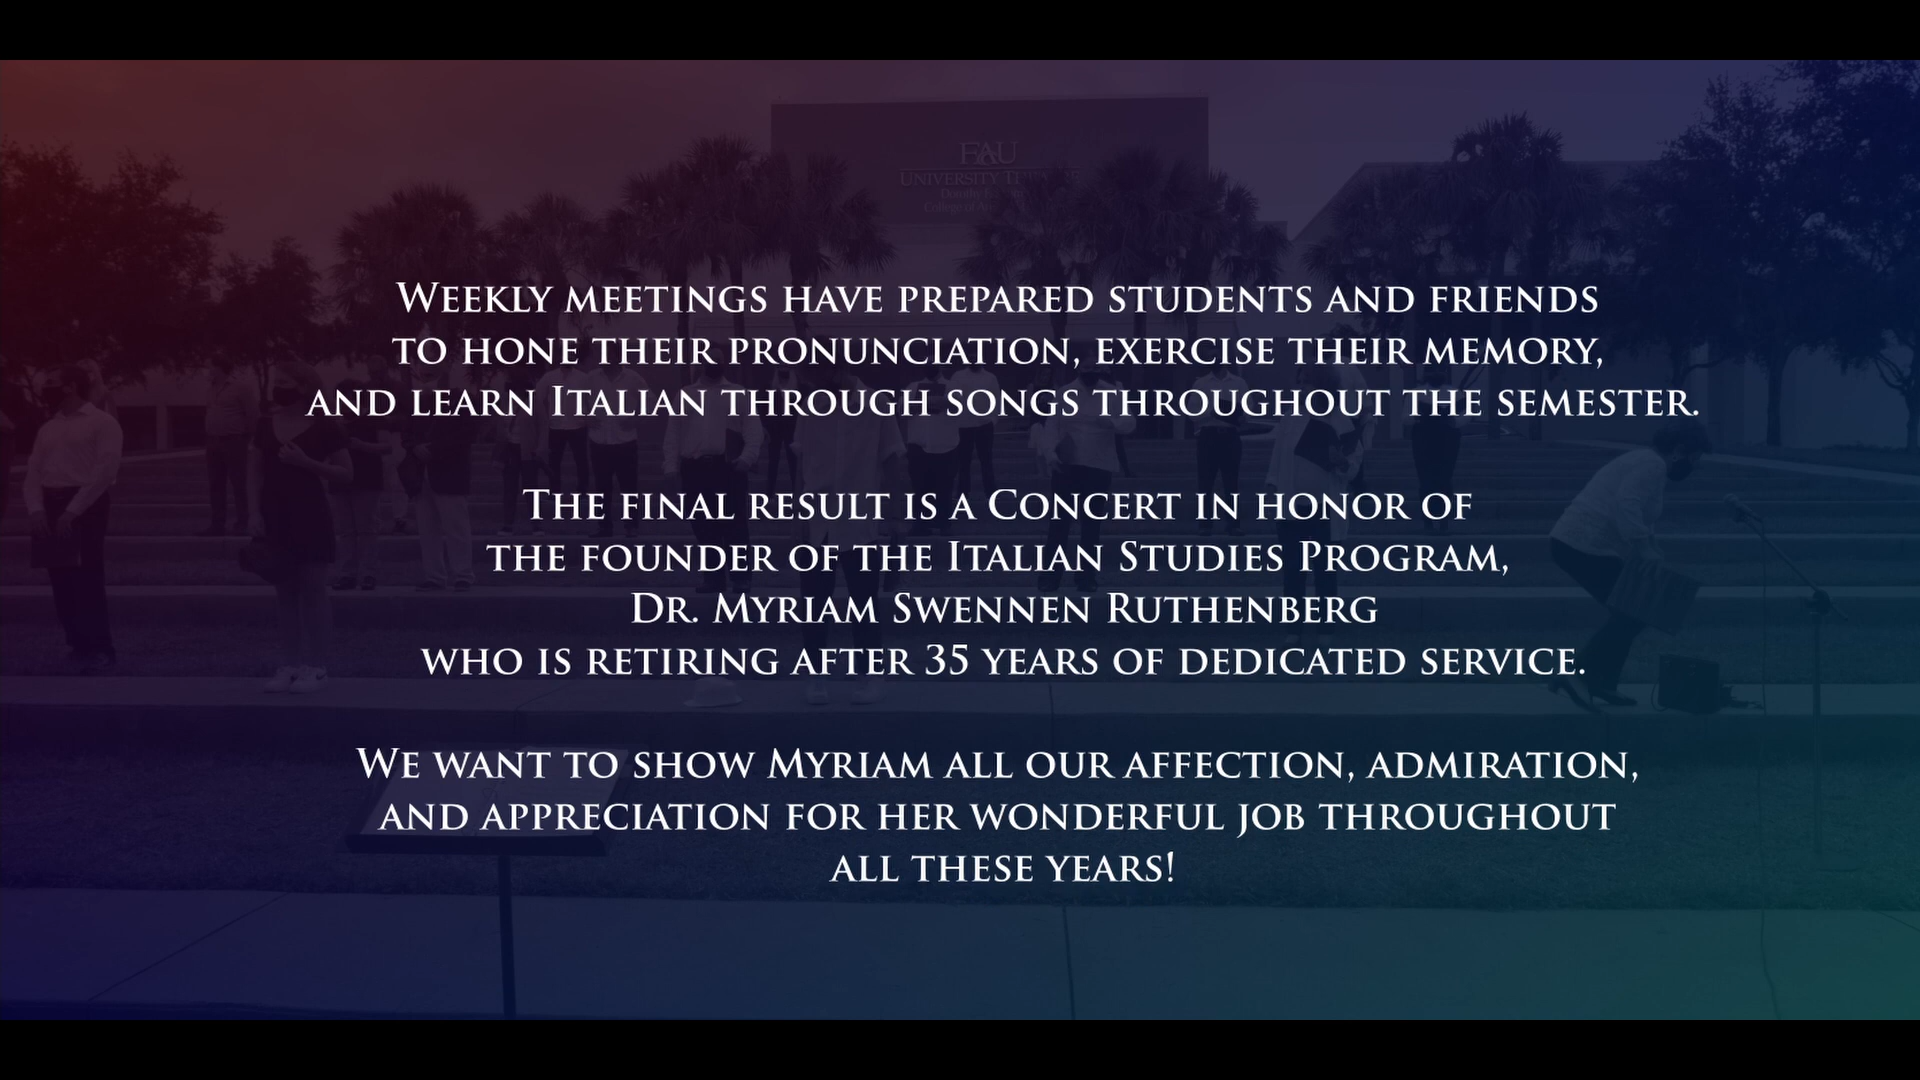 FAU
UNIVERSITY
WEEKLY MEETINGS HAVE PREPARED STUDENTS AND FRIENDS
TO HONE THEIR PRONUNCIATION, EXERCISE THEIR MEMORY,
AND LEARN ITALIAN THROUGH SONGS THROUGHOUT THE SEMESTER.
THE FINAL RESULT IS A CONCERT IN HONOR OF
THE FOUNDER OF THE ITALIAN STUDIES PROGRAM,
DR. MYRIAM SWENNEN RUTHENBERG
WHO IS RETIRING AFTER 35 YEARS OF DEDICATED SERVICE.
WE WANT TO SHOW MYRIAM ALL OUR AFFECTION, ADMIRATION,
AND APPRECIATION FOR HER WONDERFUL JOB THROUGHOUT
ALL THESE YEARS!